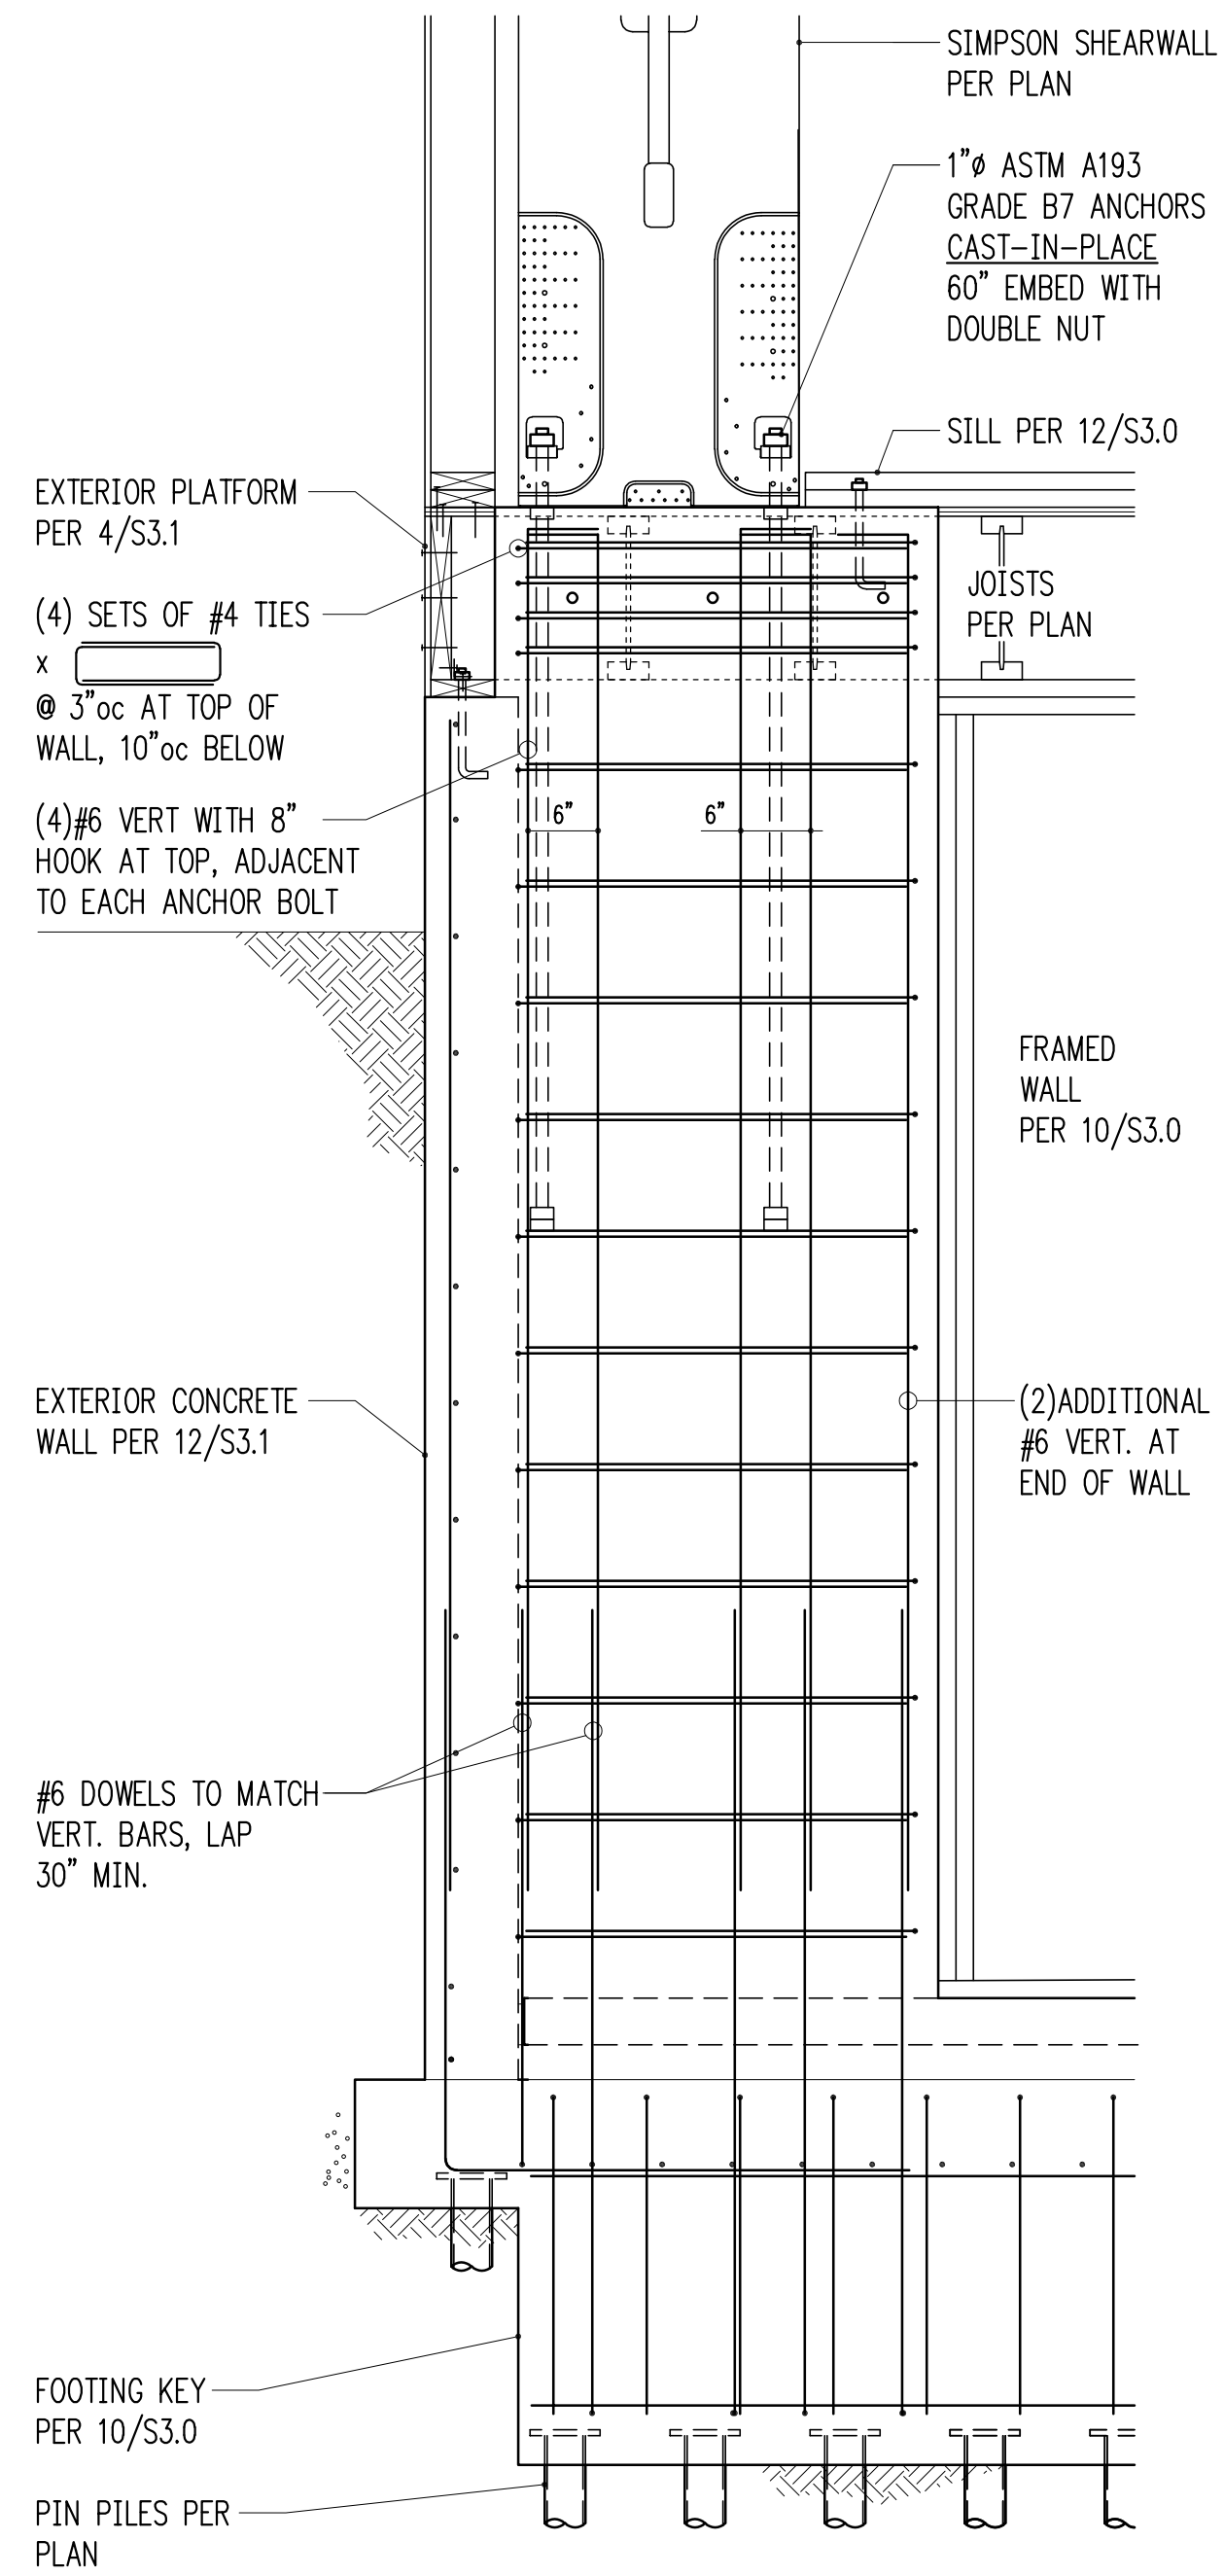 SIMPSON SHEARWALL
PER PLAN
1"ø ASTM A193
GRADE B7 ANCHORS
CAST-IN-PLACE
60" EMBED WITH
DOUBLE NUT
SILL PER 12/S3.0
EXTERIOR PLATFORM
PER 4/S3.1
(4) SETS OF #4 TIES
x
@ 3"oc AT TOP OF
WALL, 10"oc BELOW
JOISTS
PER PLAN
(4)#6 VERT WITH 8"
HOOK AT TOP, ADJACENT
TO EACH ANCHOR BOLT
6"
6"
FRAMED
WALL
PER 10/S3.0
EXTERIOR CONCRETE
WALL PER 12/S3.1
(2)ADDITIONAL
#6 VERT. AT
END OF WALL
#6 DOWELS TO MATCH
VERT. BARS, LAP
30" MIN.
FOOTING KEY
PER 10/S3.0
PIN PILES PER
PLAN